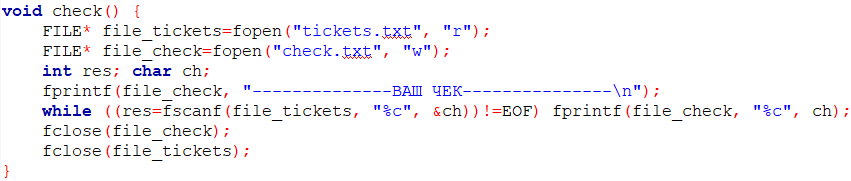 void check() {
    FILE* file_tickets=fopen("tickets.txt", "r");
    FILE* file_check=fopen("check.txt", "w");
    int res; char ch;
    fprintf(file_check, "--------------ВАШ ЧЕК---------------\n");
    while ((res=fscanf(file_tickets, "%c", &ch))!=EOF) fprintf(file_check, "%c", ch);
    fclose(file_check);
    fclose(file_tickets);
}